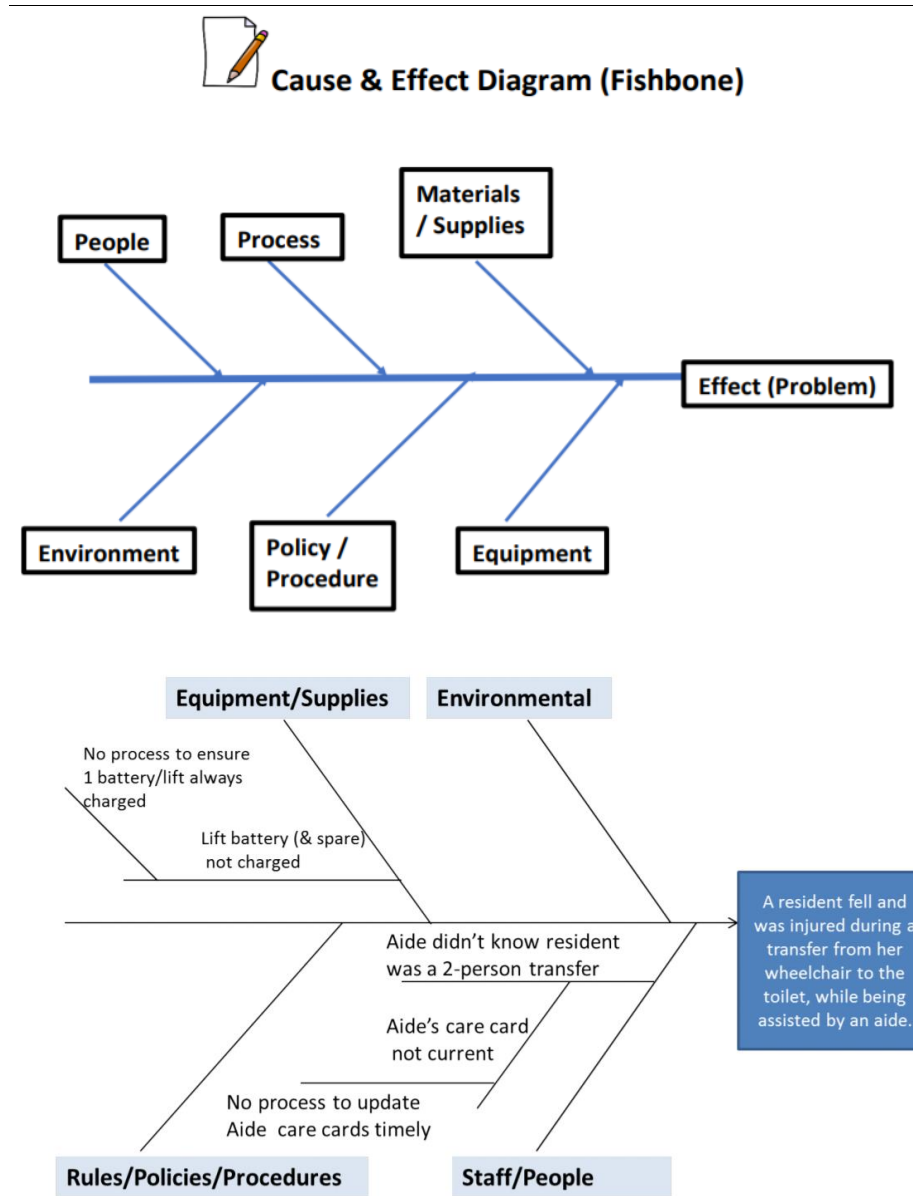 Cause & Effect Diagram (Fishbone)
Materials
/ Supplies
People
Process
Effect (Problem)
Environment
Policy /
Procedure
Equipment
Equipment/Supplies
Environmental
No process to ensure
1 battery/lift always
charged
Lift battery (& spare)
not charged
A resident fell and
was injured during a
transfer from her
wheelchair to the
toilet, while being
assisted by an aide.
Aide didn’t know resident
was a 2-person transfer
Aide’s care card
not current
No process to update
Aide care cards timely
Rules/Policies/Procedures
Staff/People